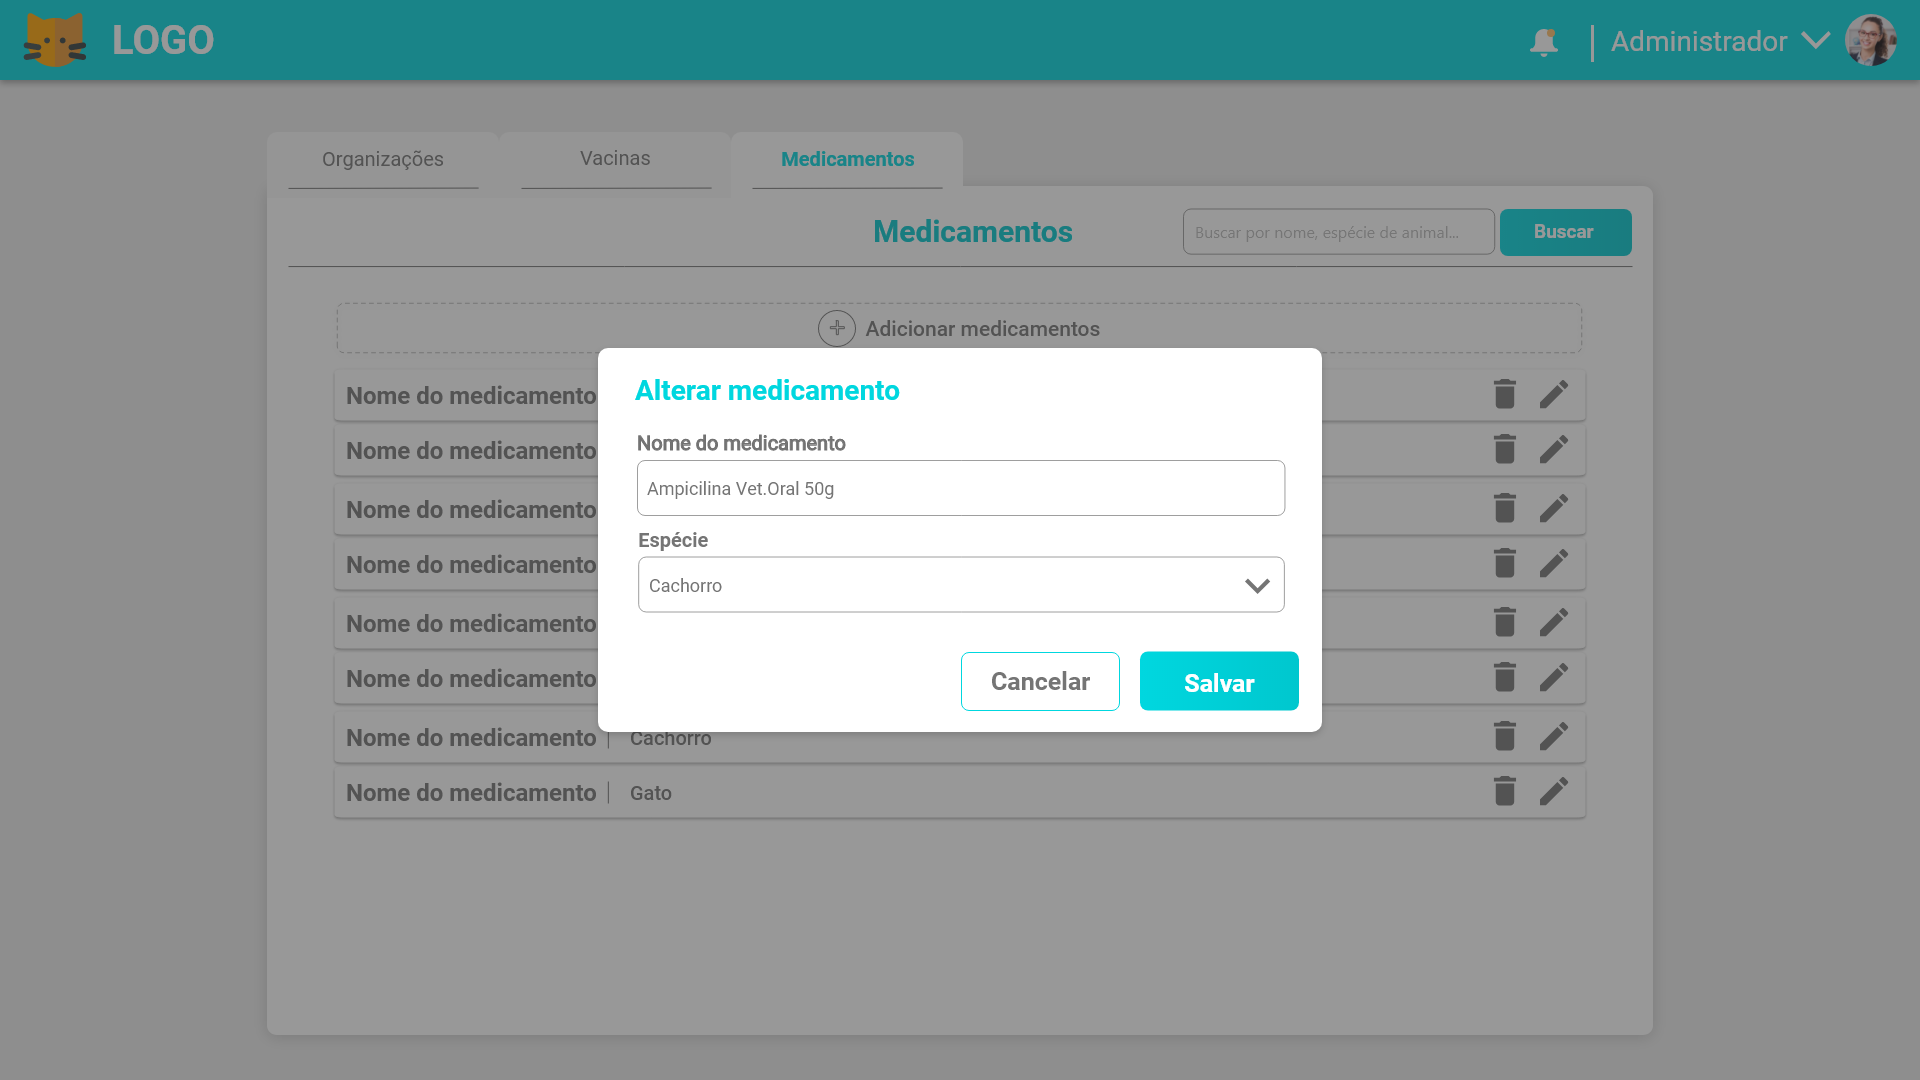 LOGO
Administrador
Organizações
Vacinas
Medicamentos
Medicamentos
Buscar por nome, espécie de animal...
Buscar
Adicionar medicamentos
Nome do medicamento
Nome do medicamento
Nome do medicamento
Nome do medicamento
Nome do medicamento
Nome do medicamento
Nome do medicamento | Cachorro
Nome do medicamento | Gato
Alterar medicamento
Nome do medicamento
Ampicilina Vet.Oral 50g
Espécie
Cachorro
Cancelar
Salvar